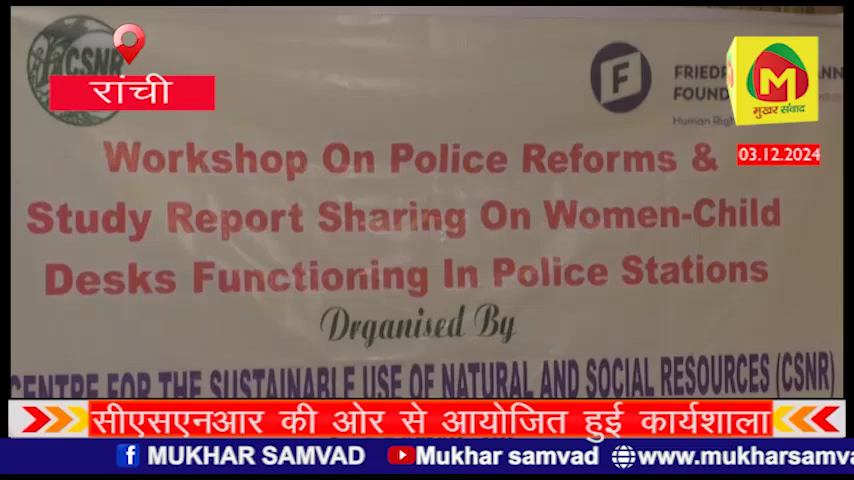 CSNR
रांची
F
FOUND
Human Rig
M
मुखर संवाद
03.12.2024
Workshop On Police Reforms &
Study Report Sharing On Women-Child
Desks Functioning In Police Stations
Organised By
CENTRE FOR THE SUSTAINABLE USE OF NATURAL AND SOCIAL RESOURCES (CSNR)
सीएसएनआर की ओर से आयोजित हुई कार्यशाला
f MUKHAR SAMVAD Mukhar samvad www.mukharsamva